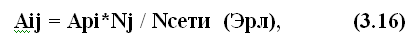 Aij = Api*Nj / Nсети (Эрл), (3.16)